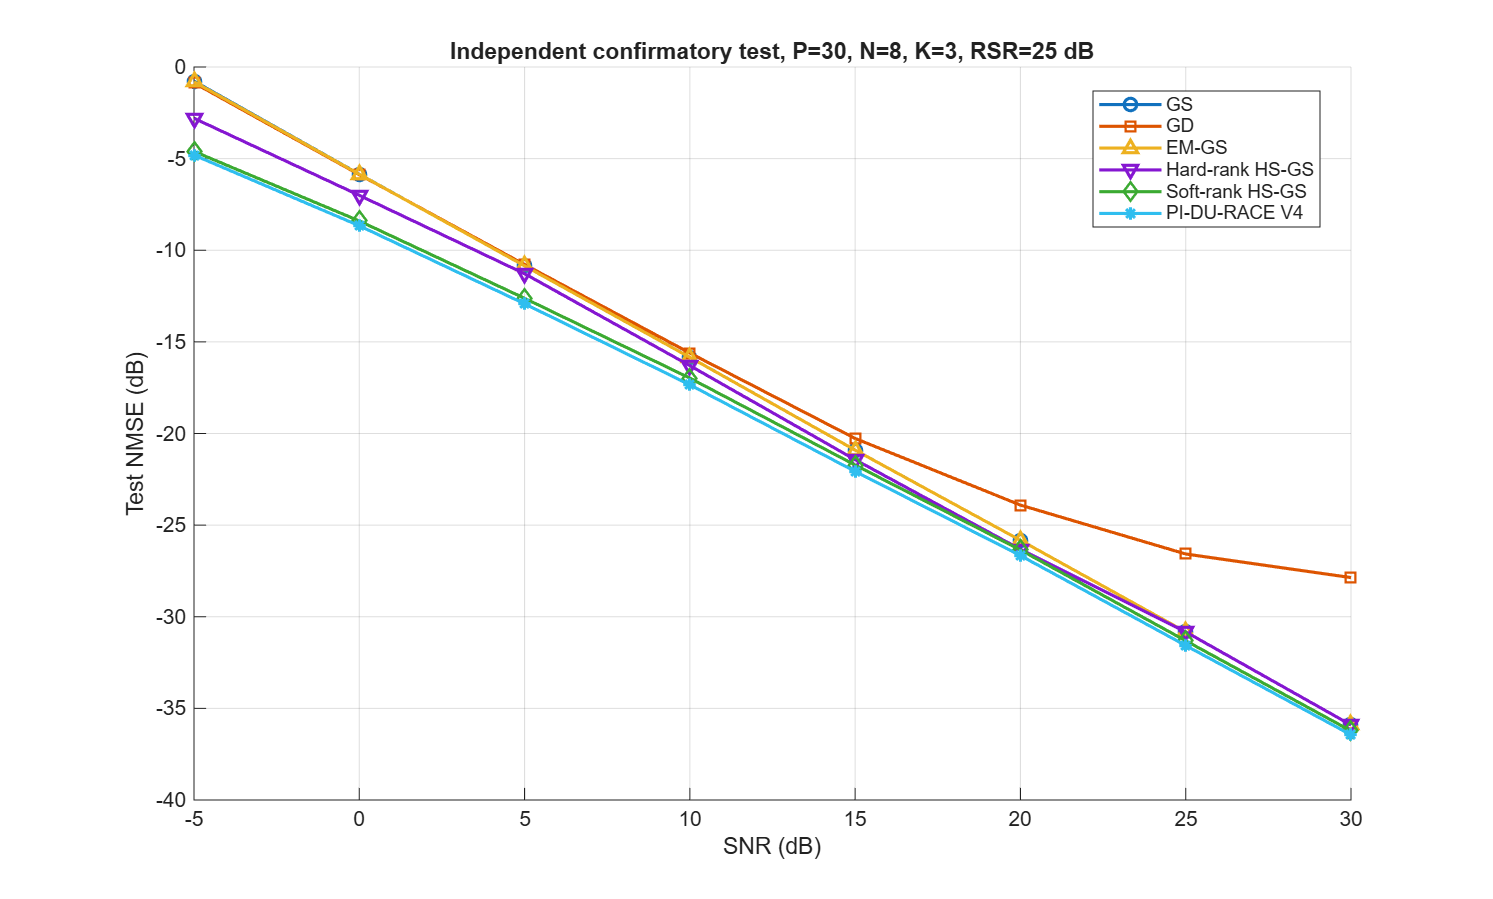 Independent confirmatory test, P=30, N=8, K=3, RSR=25 dB
GS
GD
EM-GS
Hard-rank HS-GS
Soft-rank HS-GS
PI-DU-RACE V4
Test NMSE (dB)
0
-5
-10
-15
-20
-25
-30
-35
-40
-5 0 5 10 15 20 25 30
SNR (dB)